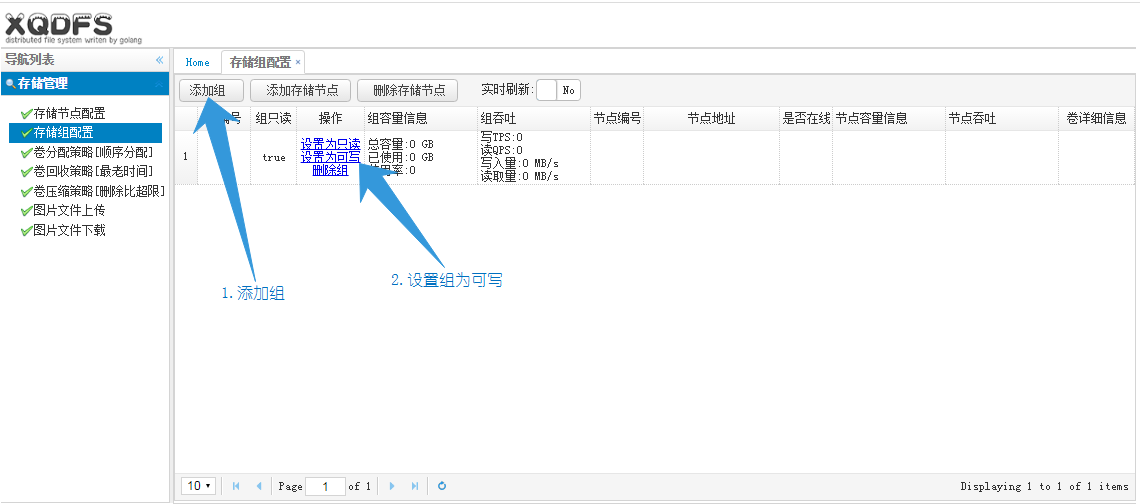 XQDFS
distributed file system writen by golang
导航列表
存储管理
存储节点配置
存储组配置
卷分配策略[顺序分配]
卷回收策略[最老时间]
卷压缩策略[删除比超限]
图片文件上传
图片文件下载
Home 存储组配置
添加组 添加存储节点 删除存储节点 实时刷新: No
号 组只读 操作 组容量信息 组吞吐 节点编号 节点地址 是否在线 节点容量信息 节点吞吐 卷详细信息
1 true
设置为只读
设置为可写
删除组
总容量:0 GB
已使用:0 GB
用率:0
写TPS:0
读QPS:0
写入量:0 MB/s
读取量:0 MB/s
1.添加组
2.设置组为可写
10 Page 1 of 1 Displaying 1 to 1 of 1 items